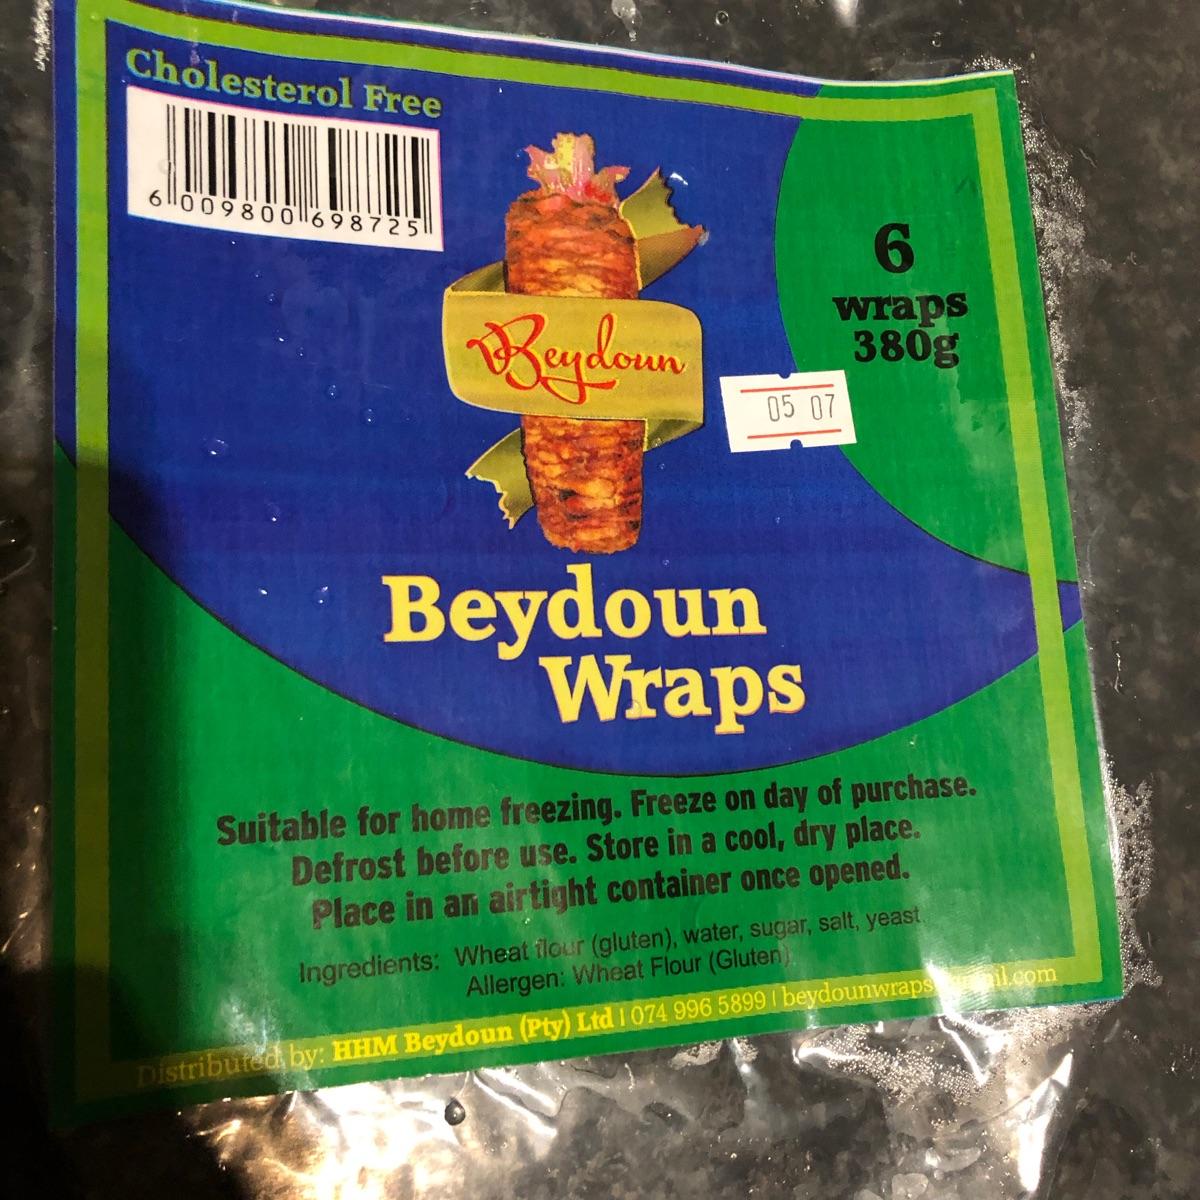 Cholesterol Free
6 009800 698725
6
wraps
380g
Beydoun
05 07
Beydoun
Wraps
Suitable for home freezing. Freeze on day of purchase.
Defrost before use. Store in a cool, dry place.
Place in an airtight container once opened.
Ingredients: Wheat flour (gluten), water, sugar, salt, yeast.
Allergen: Wheat Flour (Gluten)
Distributed by: HHM Beydoun (Pty) Ltd | 074 996 5899 |